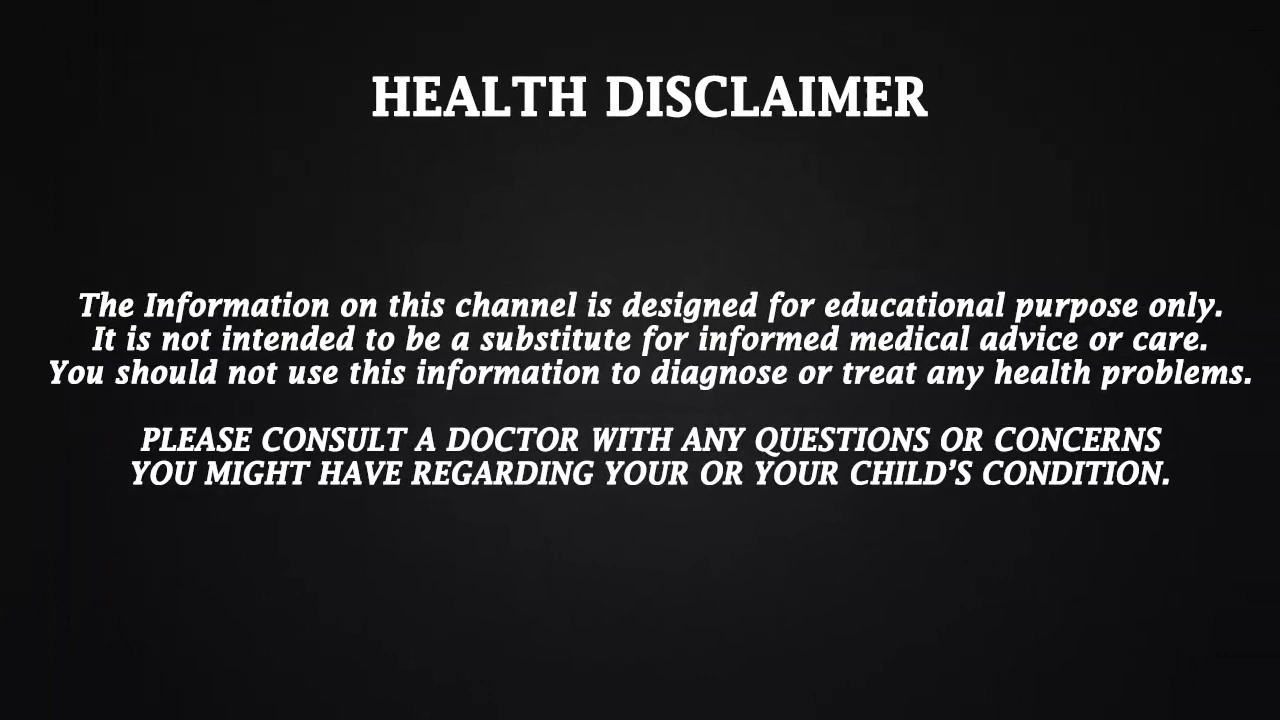 HEALTH DISCLAIMER
The Information on this channel is designed for educational purpose only.
It is not intended to be a substitute for informed medical advice or care.
You should not use this information to diagnose or treat any health problems.
PLEASE CONSULT A DOCTOR WITH ANY QUESTIONS OR CONCERNS
YOU MIGHT HAVE REGARDING YOUR OR YOUR CHILD’S CONDITION.